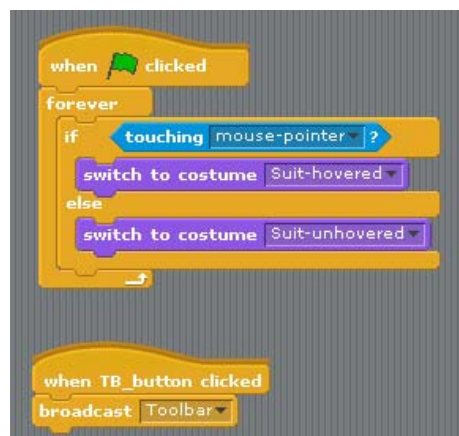 when clicked
forever
if touching mouse-pointer ?
switch to costume Suit-hovered
else
switch to costume Suit-unhovered
when TB_button clicked
broadcast Toolbar